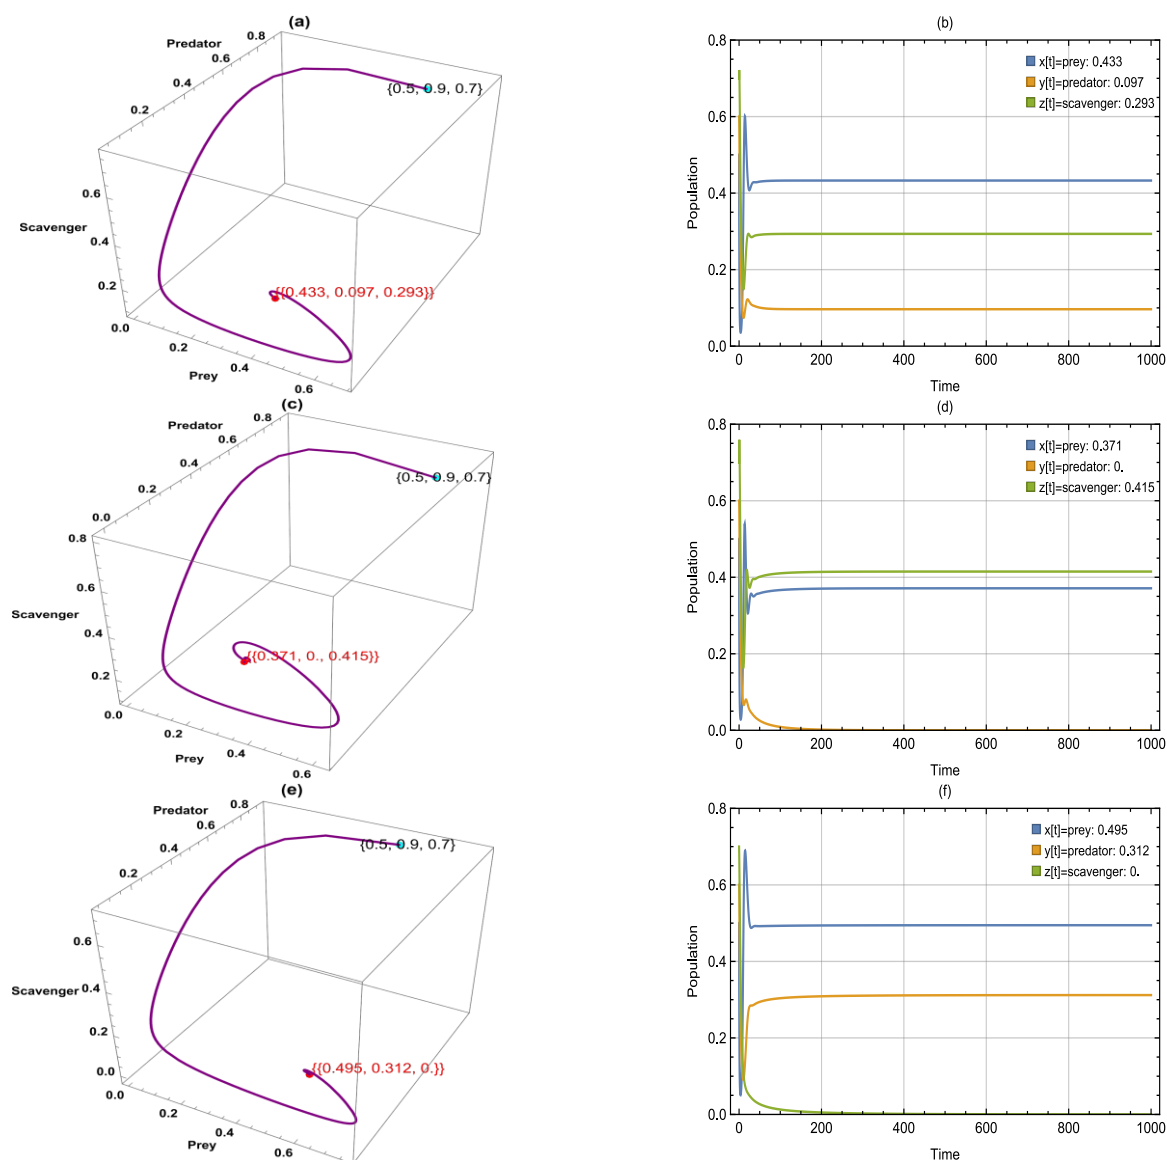 (a)
Predator
0.8
0.6
0.4
0.2
{0.5, 0.9, 0.7}
0.6
Scavenger
0.4
0.2
{{0.433, 0.097, 0.293}}
0.0
0.2
0.4
0.6
Prey
(b)
0.8
0.6
0.4
0.2
0.0
Population
x[t]=prey: 0.433
y[t]=predator: 0.097
z[t]=scavenger: 0.293
0 200 400 600 800 1000
Time
(c)
Predator
0.8
0.6
0.4
0.2
0.0
{0.5, 0.9, 0.7}
0.8
0.6
Scavenger
0.4
0.2
{{0.371, 0., 0.415}}
0.0
0.2
0.4
0.6
Prey
(d)
0.8
0.6
0.4
0.2
0.0
Population
x[t]=prey: 0.371
y[t]=predator: 0.
z[t]=scavenger: 0.415
0 200 400 600 800 1000
Time
(e)
Predator
0.8
0.6
0.4
0.2
{0.5, 0.9, 0.7}
0.6
0.4
Scavenger
0.2
0.0
{{0.495, 0.312, 0.}}
0.0
0.2
0.4
0.6
Prey
(f)
0.8
0.6
0.4
0.2
0.0
Population
x[t]=prey: 0.495
y[t]=predator: 0.312
z[t]=scavenger: 0.
0 200 400 600 800 1000
Time